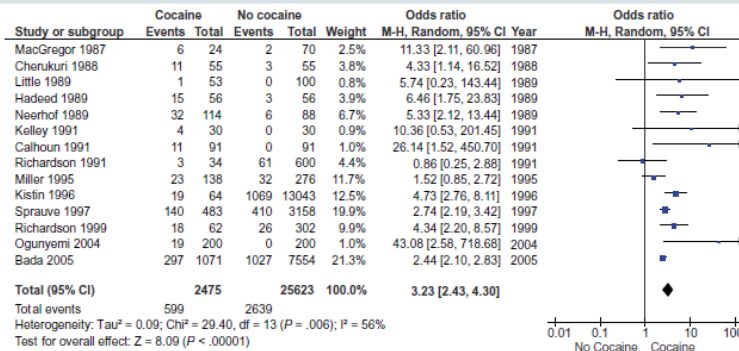 Cocaine No cocaine Odds ratio Odds ratio
Study or subgroup Events Total Events Total Weight M-H, Random, 95% CI Year M-H, Random, 95% CI
MacGregor 1987 6 24 2 70 2.5% 11.33 [2.11, 60.96] 1987
Cherukuri 1988 11 55 3 55 3.8% 4.33 [1.14, 16.52] 1988
Little 1989 1 53 0 100 0.8% 5.74 [0.23, 143.44] 1989
Hadeed 1989 15 56 3 56 3.9% 6.46 [1.75, 23.83] 1989
Neerhof 1989 32 114 6 88 6.9% 5.33 [2.12, 13.44] 1989
Kelley 1991 4 30 0 30 0.9% 10.36 [0.53, 201.45] 1991
Calhoun 1991 11 91 0 91 1.0% 26.14 [1.52, 450.70] 1991
Richardson 1991 3 34 61 600 4.4% 0.86 [0.25, 2.88] 1991
Miller 1995 23 138 32 276 11.7% 1.52 [0.85, 2.72] 1995
Kistin 1996 19 64 1069 13043 12.5% 4.73 [2.76, 8.11] 1996
Sprauve 1997 140 483 410 3158 19.9% 2.74 [2.19, 3.42] 1997
Richardson 1999 18 62 26 302 9.4% 4.34 [2.20, 8.57] 1999
Ogunyemi 2004 19 200 0 200 1.0% 43.08 [2.58, 718.68] 2004
Bada 2005 297 1071 1027 7554 21.3% 2.44 [2.10, 2.83] 2005
Total (95% CI) 2475 25623 100.0% 3.23 [2.43, 4.30]
Total events 599 2639
Heterogeneity: Tau² = 0.09; Chi² = 29.40, df = 13 (P = .006); I² = 56%
Test for overall effect: Z = 8.09 (P < .00001)
0.01 0.1 1 10 100
No Cocaine Cocaine